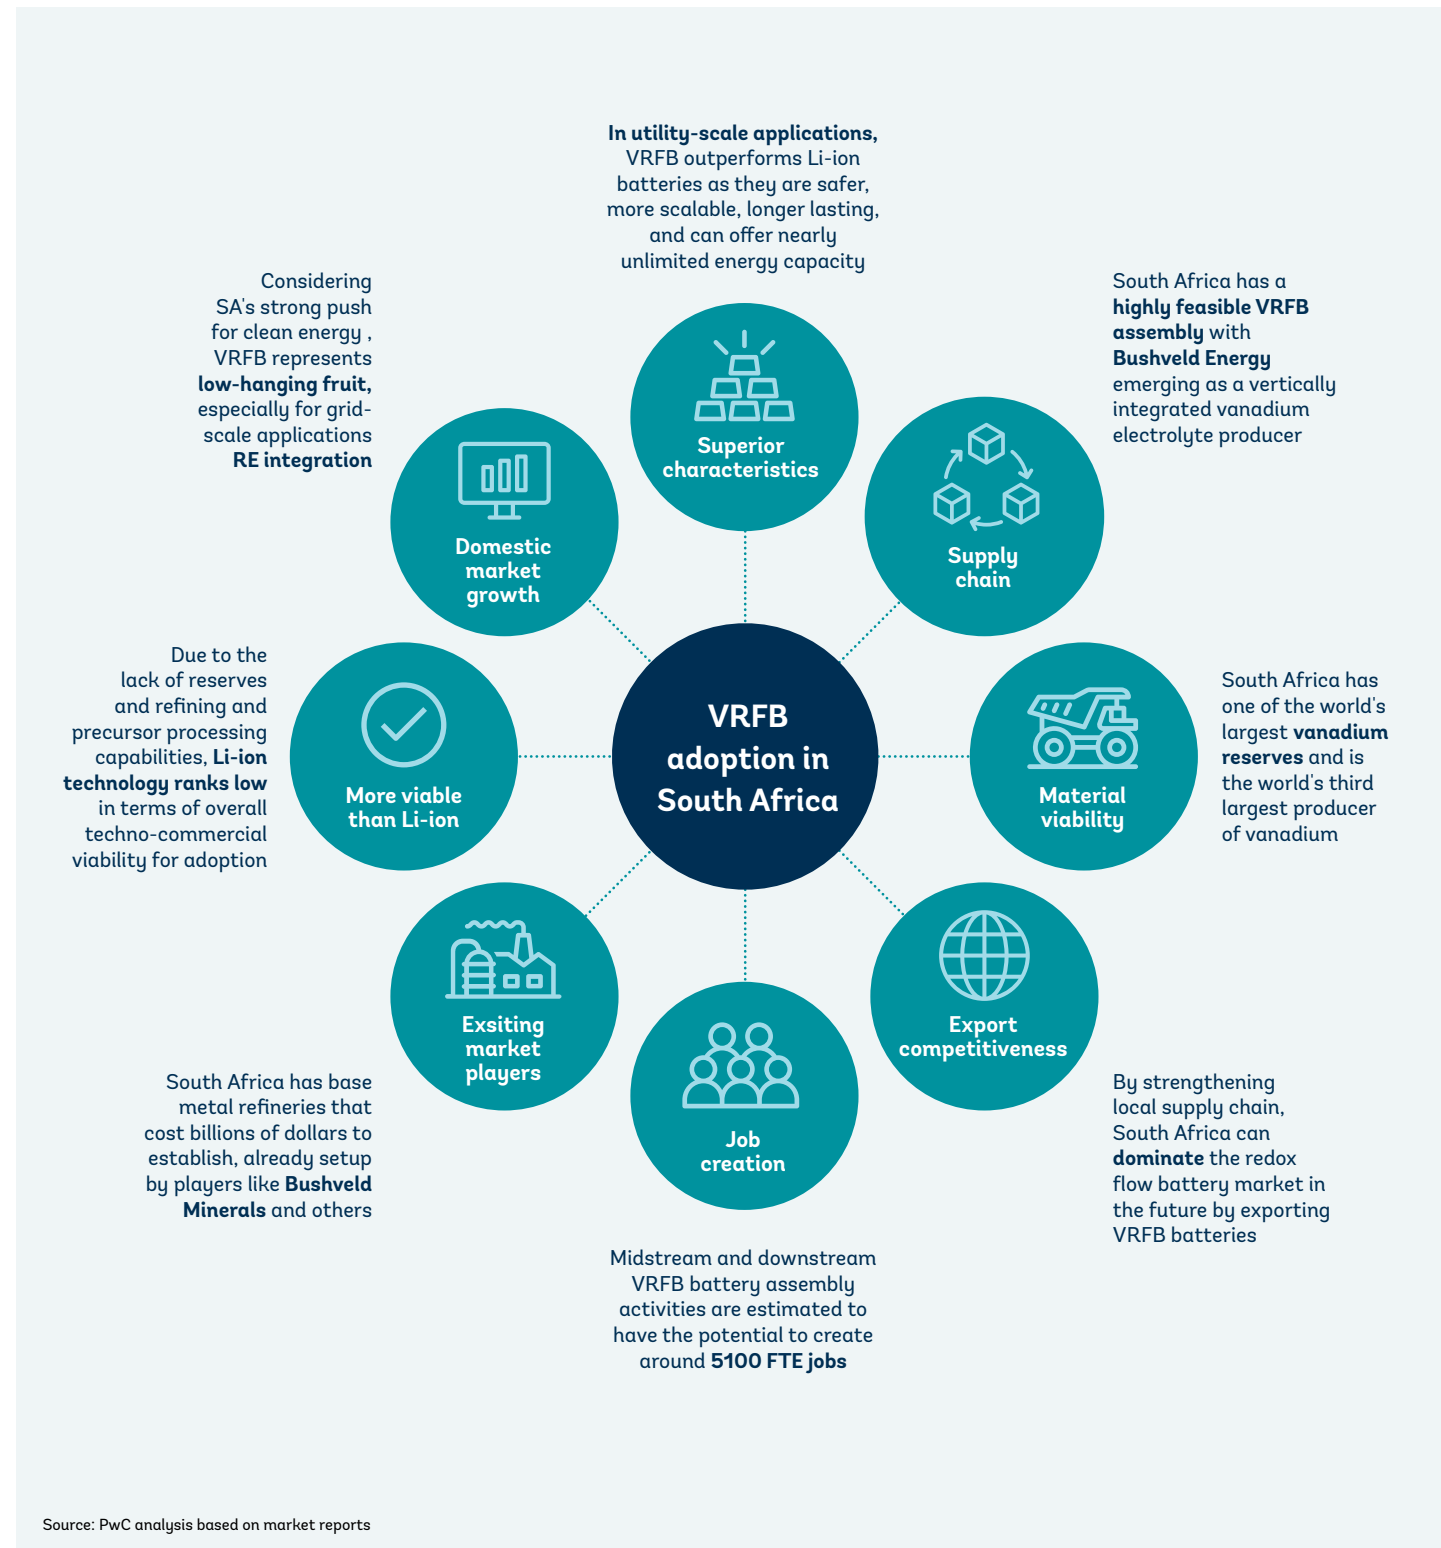 In utility-scale applications,
VRFB outperforms Li-ion
batteries as they are safer,
more scalable, longer lasting,
and can offer nearly
unlimited energy capacity
Superior
characteristics
South Africa has a
highly feasible VRFB
assembly with
Bushveld Energy
emerging as a vertically
integrated vanadium
electrolyte producer
Supply
chain
South Africa has
one of the world's
largest vanadium
reserves and is
the world's third
largest producer
of vanadium
Material
viability
Export
competitiveness
By strengthening
local supply chain,
South Africa can
dominate the redox
flow battery market in
the future by exporting
VRFB batteries
Job
creation
Midstream and downstream
VRFB battery assembly
activities are estimated to
have the potential to create
around 5100 FTE jobs
Exsiting
market
players
South Africa has base
metal refineries that
cost billions of dollars to
establish, already setup
by players like Bushveld
Minerals and others
Due to the
lack of reserves
and refining and
precursor processing
capabilities, Li-ion
technology ranks low
in terms of overall
techno-commercial
viability for adoption
More viable
than Li-ion
Considering
SA's strong push
for clean energy ,
VRFB represents
low-hanging fruit,
especially for grid-
scale applications
RE integration
Domestic
market
growth
VRFB
adoption in
South Africa
Source: PwC analysis based on market reports